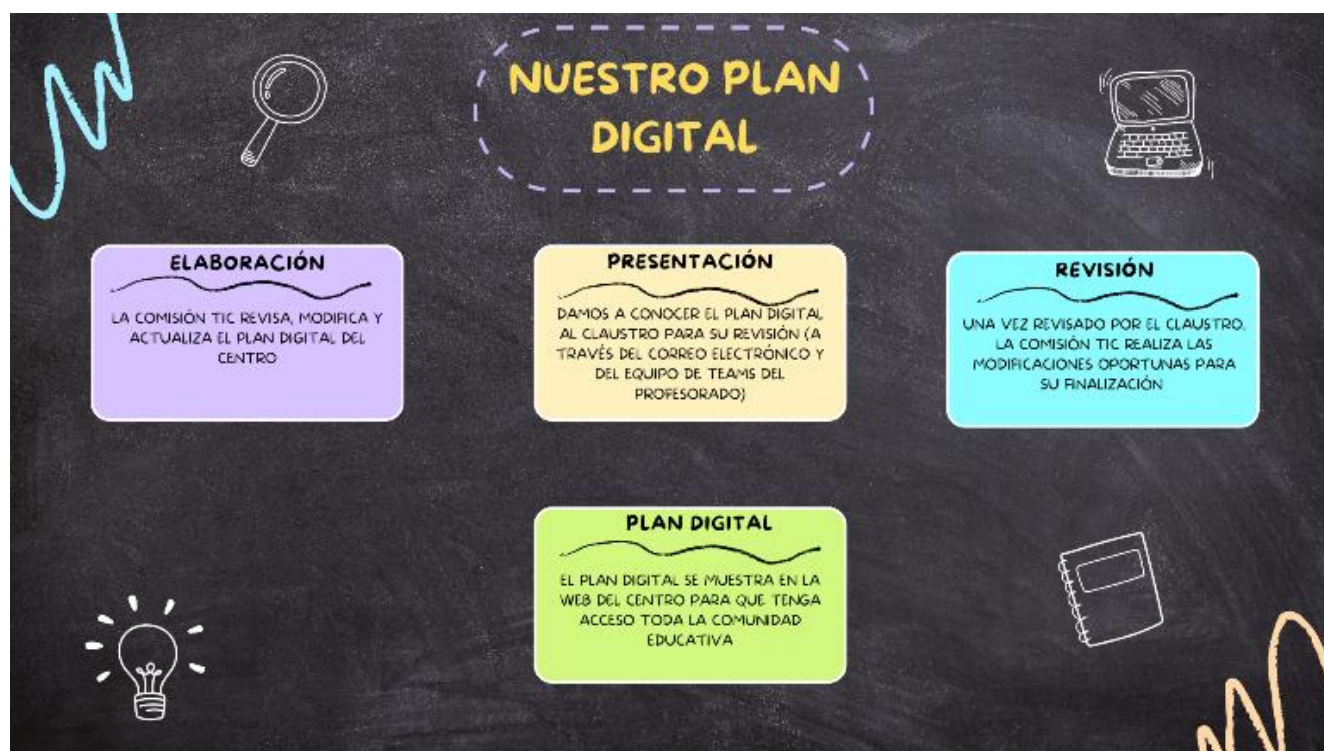 NUESTRO PLAN
DIGITAL
ELABORACIÓN
LA COMISIÓN TIC REVISA, MODIFICA Y
ACTUALIZA EL PLAN DIGITAL DEL
CENTRO
PRESENTACIÓN
DAMOS A CONOCER EL PLAN DIGITAL
AL CLAUSTRO PARA SU REVISIÓN (A
TRAVÉS DEL CORREO ELECTRÓNICO Y
DEL EQUIPO DE TEAMS DEL
PROFESORADO)
REVISIÓN
UNA VEZ REVISADO POR EL CLAUSTRO,
LA COMISIÓN TIC REALIZA LAS
MODIFICACIONES OPORTUNAS PARA
SU FINALIZACIÓN
PLAN DIGITAL
EL PLAN DIGITAL SE MUESTRA EN LA
WEB DEL CENTRO PARA QUE TENGA
ACCESO TODA LA COMUNIDAD
EDUCATIVA